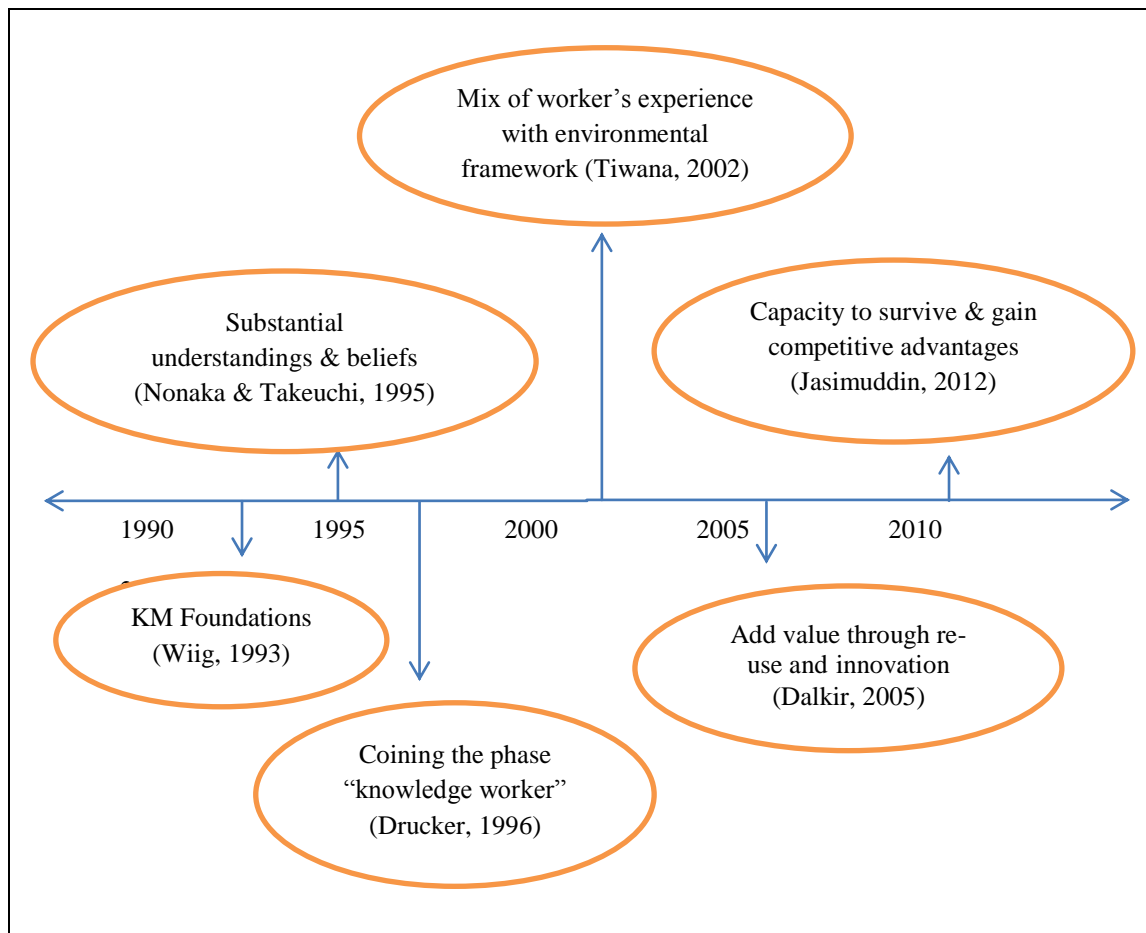 Mix of worker’s experience
with environmental
framework (Tiwana, 2002)
Substantial
understandings & beliefs
(Nonaka & Takeuchi, 1995)
Capacity to survive & gain
competitive advantages
(Jasimuddin, 2012)
1990 1995 2000 2005 2010
KM Foundations
(Wiig, 1993)
Add value through re-
use and innovation
(Dalkir, 2005)
Coining the phase
“knowledge worker”
(Drucker, 1996)